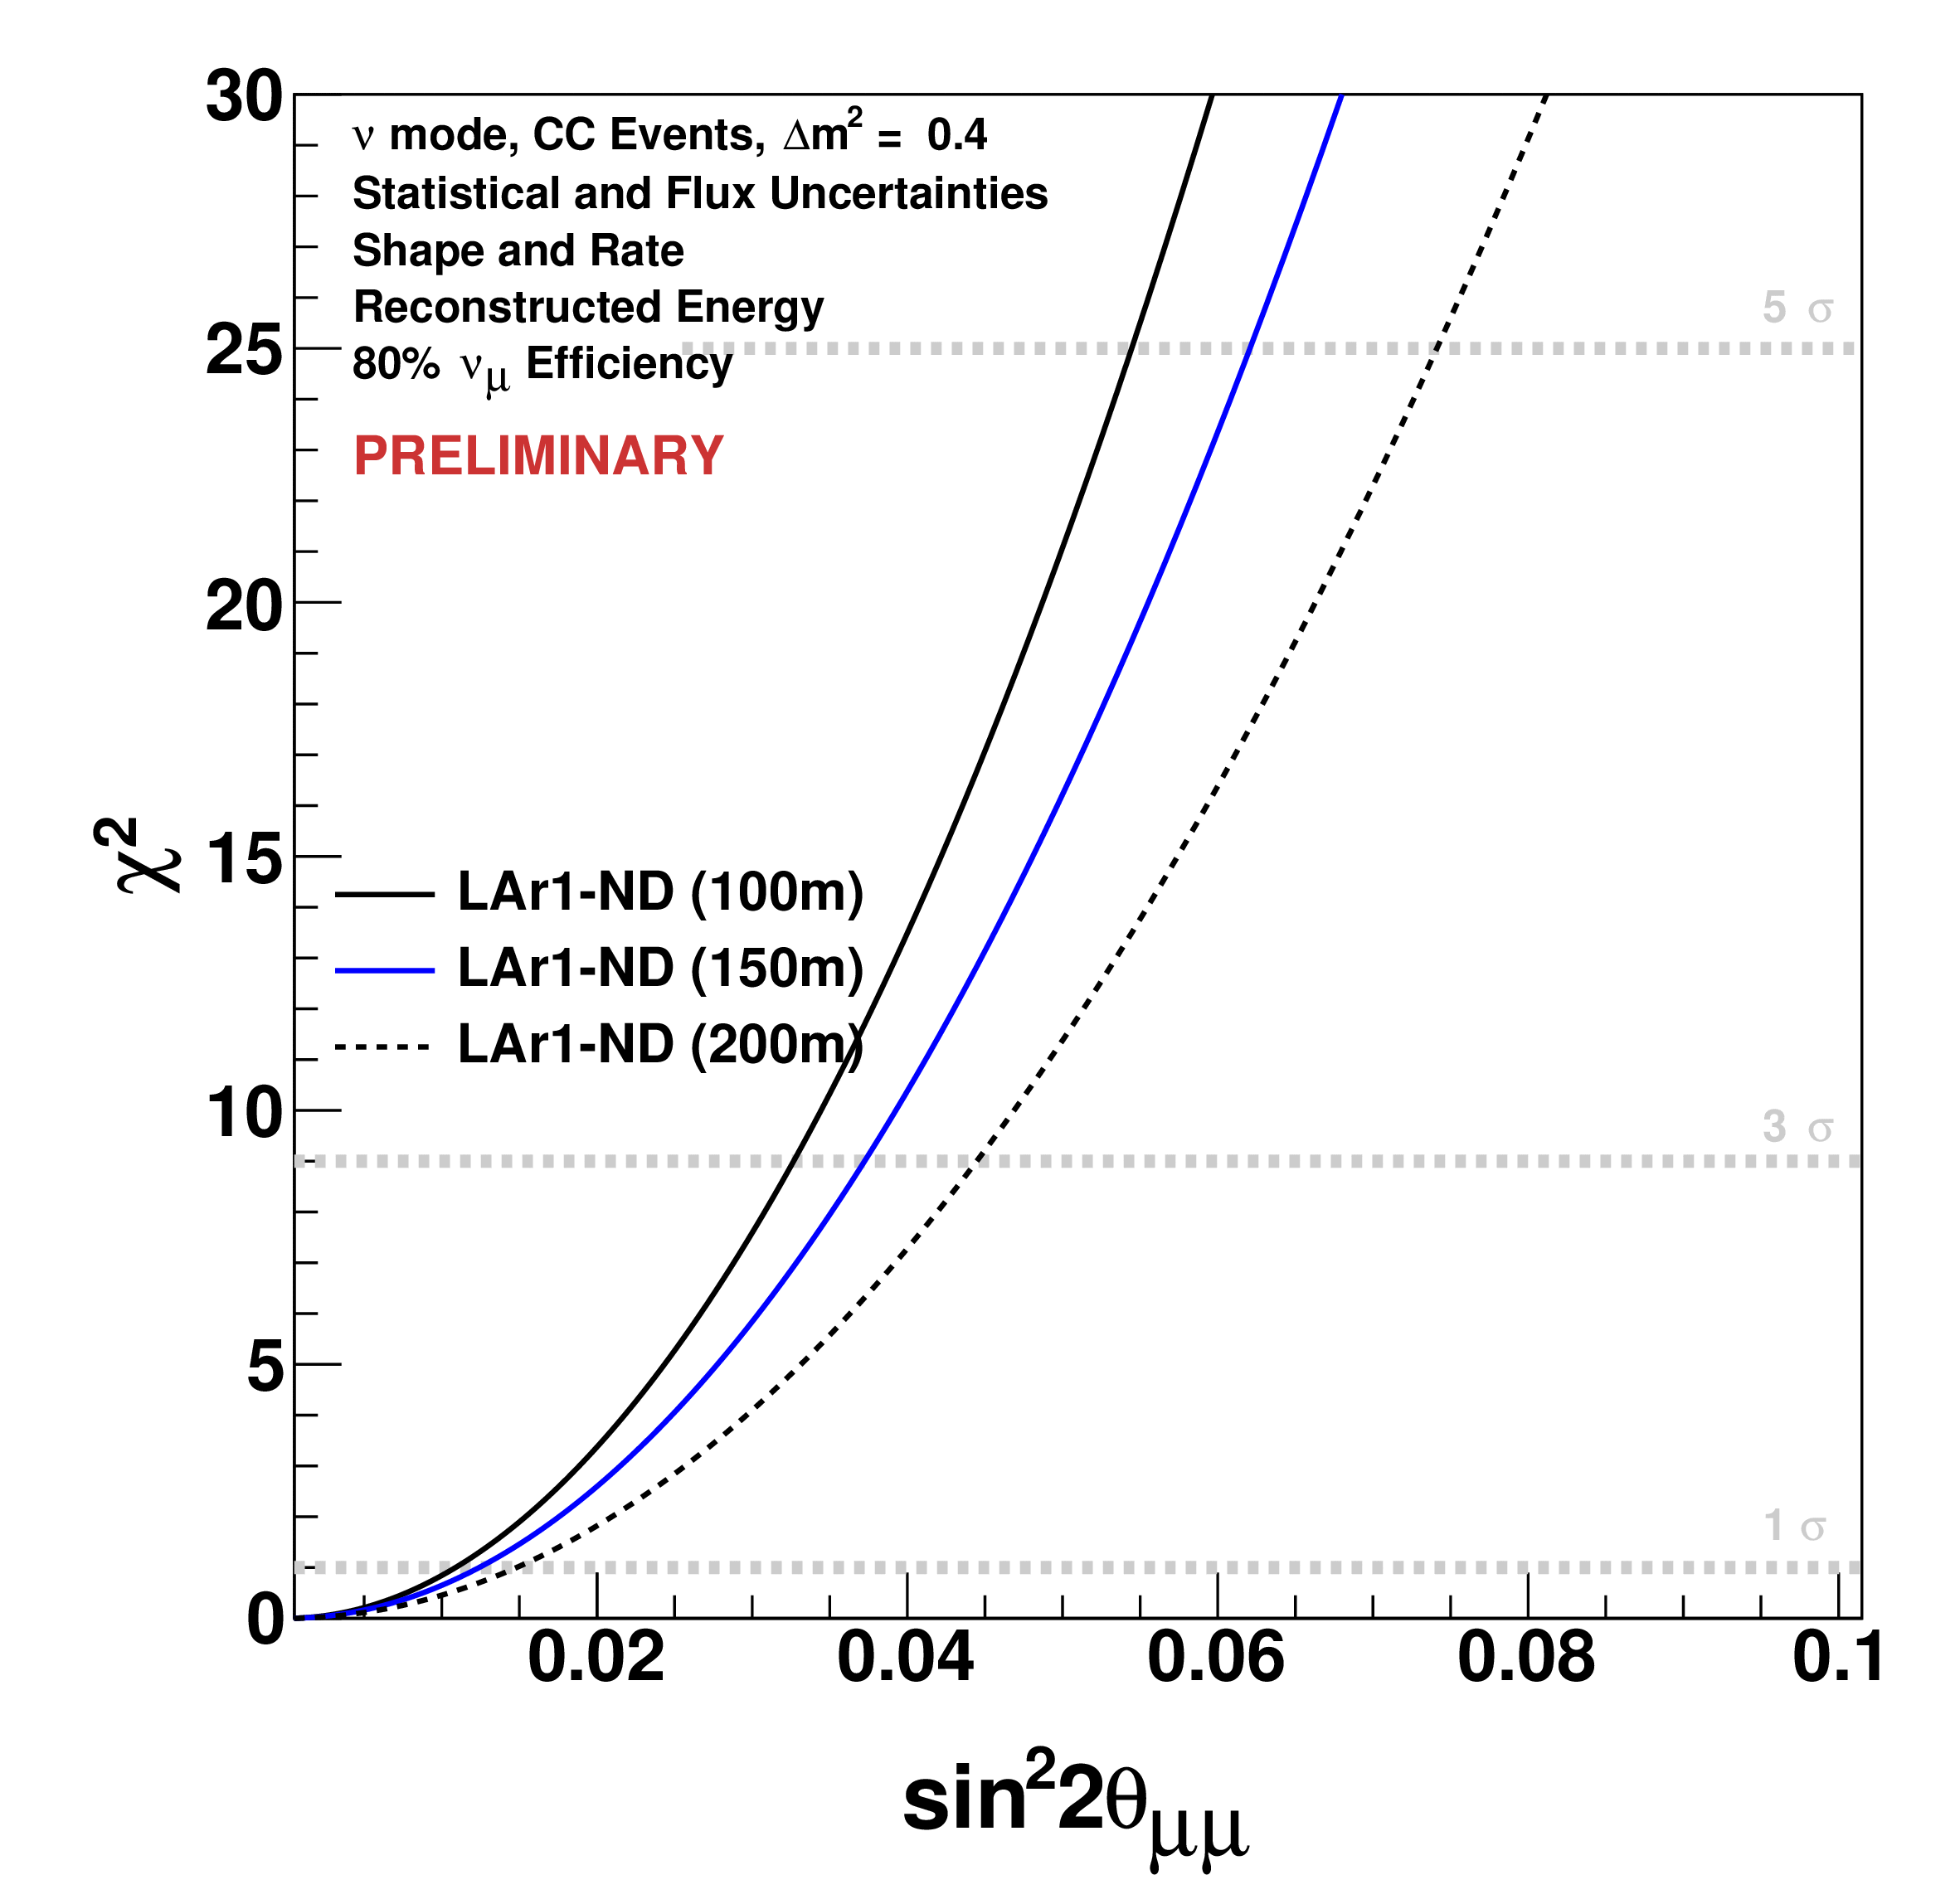 30
25
20
15
10
5
0
χ²
ν mode, CC Events, Δm² = 0.4
Statistical and Flux Uncertainties
Shape and Rate
Reconstructed Energy
80% ν_μ Efficiency
PRELIMINARY
5 σ
LAr1-ND (100m)
LAr1-ND (150m)
LAr1-ND (200m)
3 σ
1 σ
0.02 0.04 0.06 0.08 0.1
sin²2θ_μμ